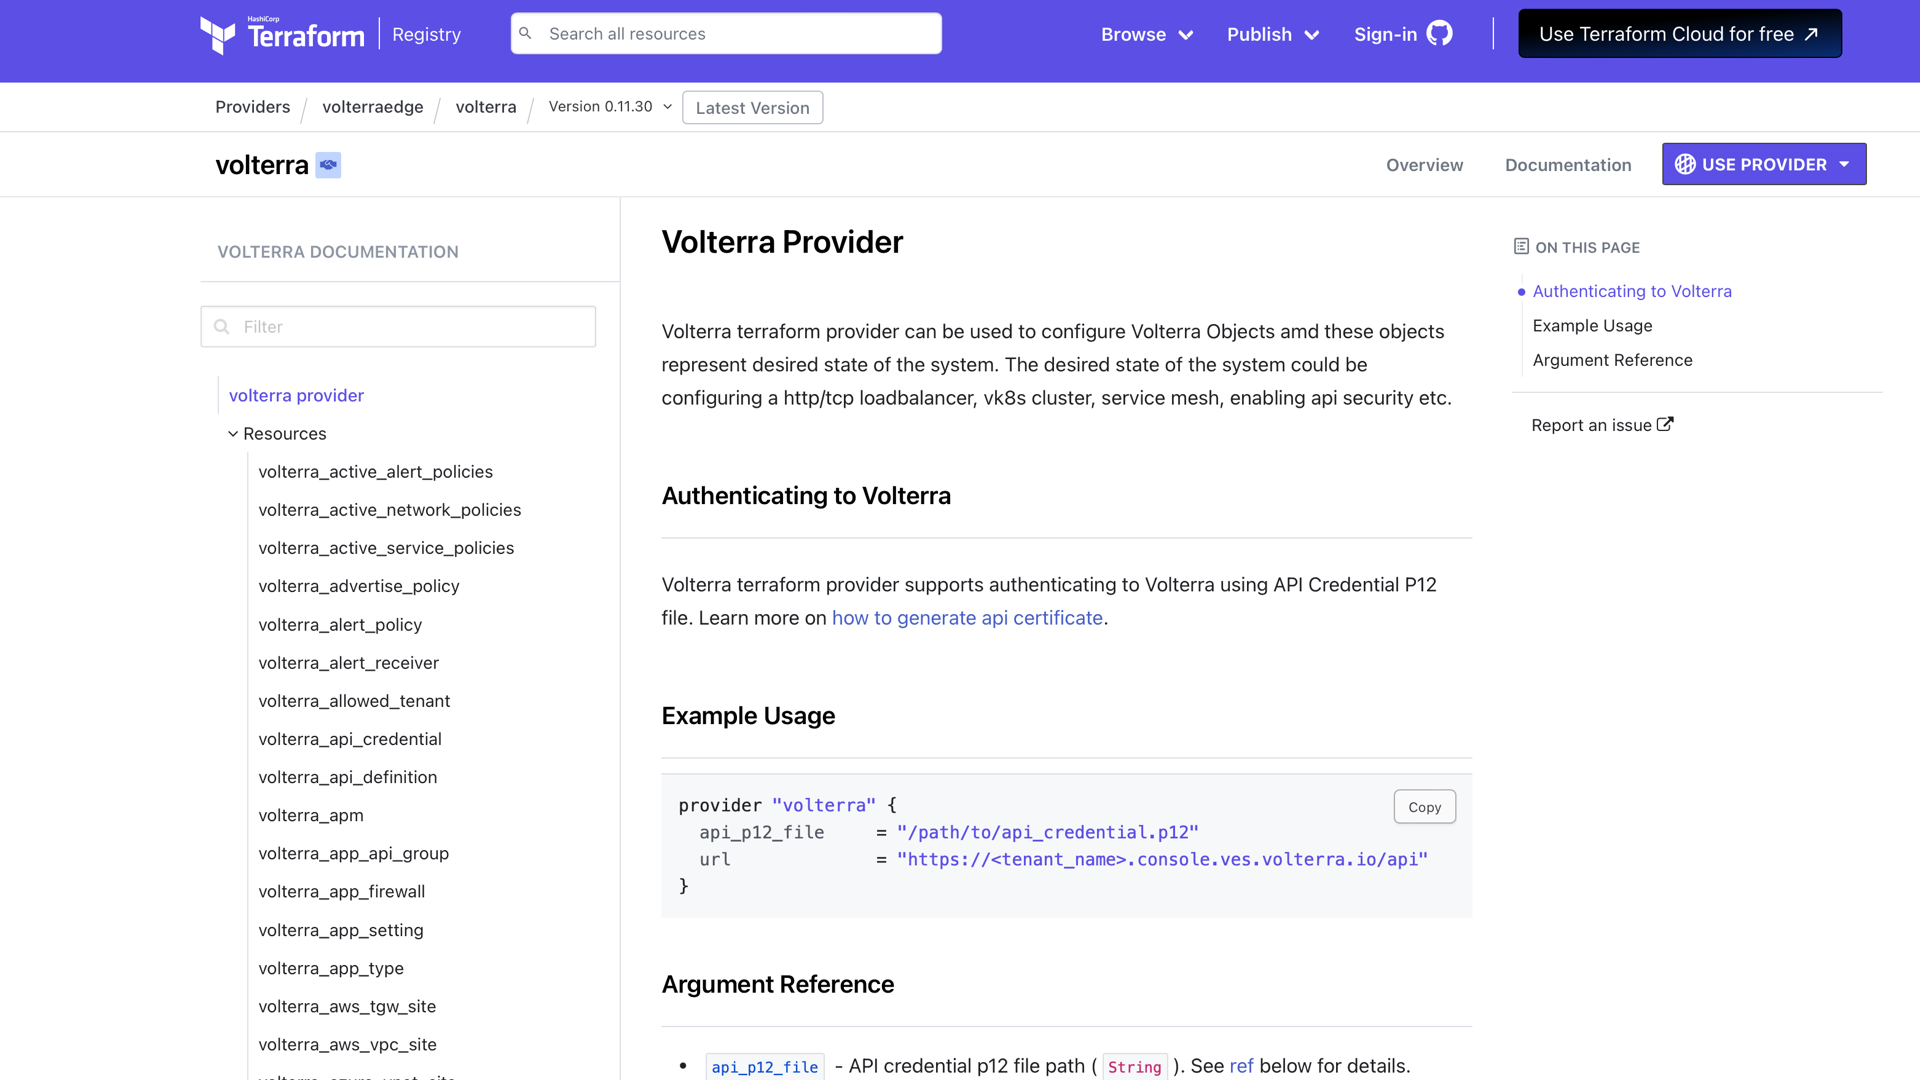 HashiCorp
Terraform
Registry
Search all resources
Browse
Publish
Sign-in
Use Terraform Cloud for free
Providers
volterraedge
volterra
Version 0.11.30
Latest Version
volterra
Overview
Documentation
USE PROVIDER
VOLTERRA DOCUMENTATION
Filter
volterra provider
Resources
volterra_active_alert_policies
volterra_active_network_policies
volterra_active_service_policies
volterra_advertise_policy
volterra_alert_policy
volterra_alert_receiver
volterra_allowed_tenant
volterra_api_credential
volterra_api_definition
volterra_apm
volterra_app_api_group
volterra_app_firewall
volterra_app_setting
volterra_app_type
volterra_aws_tgw_site
volterra_aws_vpc_site
Volterra Provider
Volterra terraform provider can be used to configure Volterra Objects amd these objects
represent desired state of the system. The desired state of the system could be
configuring a http/tcp loadbalancer, vk8s cluster, service mesh, enabling api security etc.
Authenticating to Volterra
Volterra terraform provider supports authenticating to Volterra using API Credential P12
file. Learn more on how to generate api certificate.
Example Usage
provider "volterra" {
Copy
api_p12_file = "/path/to/api_credential.p12"
url = "https://<tenant_name>.console.ves.volterra.io/api"
}
Argument Reference
• api_p12_file - API credential p12 file path ( String ). See ref below for details.
ON THIS PAGE
Authenticating to Volterra
Example Usage
Argument Reference
Report an issue